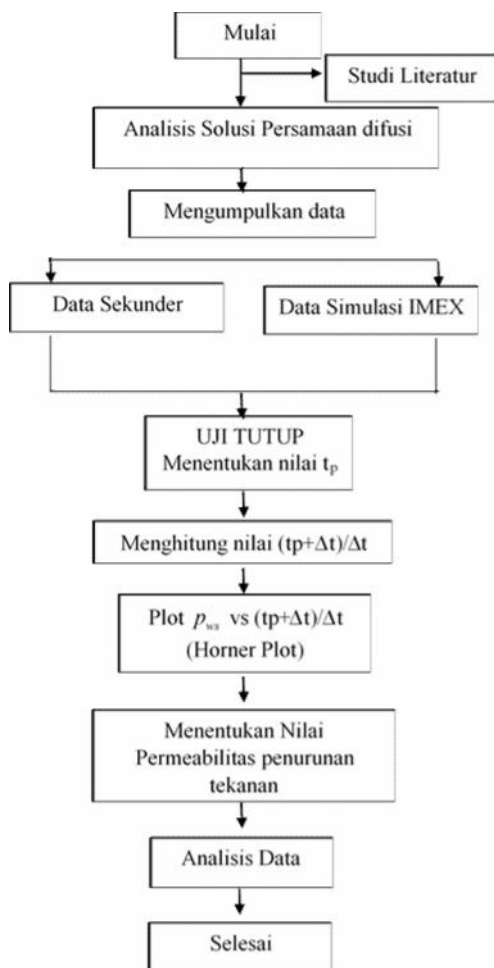 Mulai
Studi Literatur
Analisis Solusi Persamaan difusi
Mengumpulkan data
Data Sekunder
Data Simulasi IMEX
UJI TUTUP
Menentukan nilai tₚ
Menghitung nilai (tp+Δt)/Δt
Plot p_ws vs (tp+Δt)/Δt
(Horner Plot)
Menentukan Nilai
Permeabilitas penurunan
tekanan
Analisis Data
Selesai